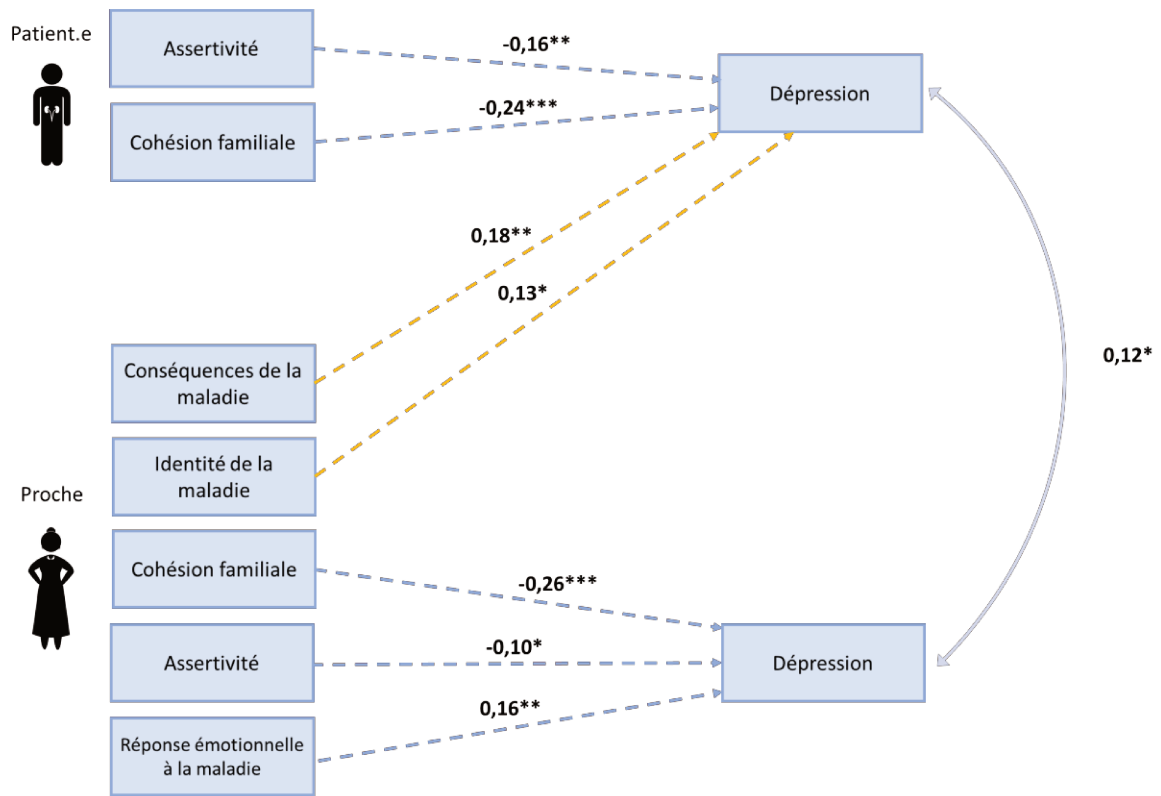 Patient.e
Assertivité
-0,16**
Dépression
-0,24***
Cohésion familiale
0,18**
0,13*
0,12*
Conséquences de la
maladie
Identité de la
maladie
Proche
Cohésion familiale
-0,26***
Assertivité
-0,10*
Dépression
0,16**
Réponse émotionnelle
à la maladie